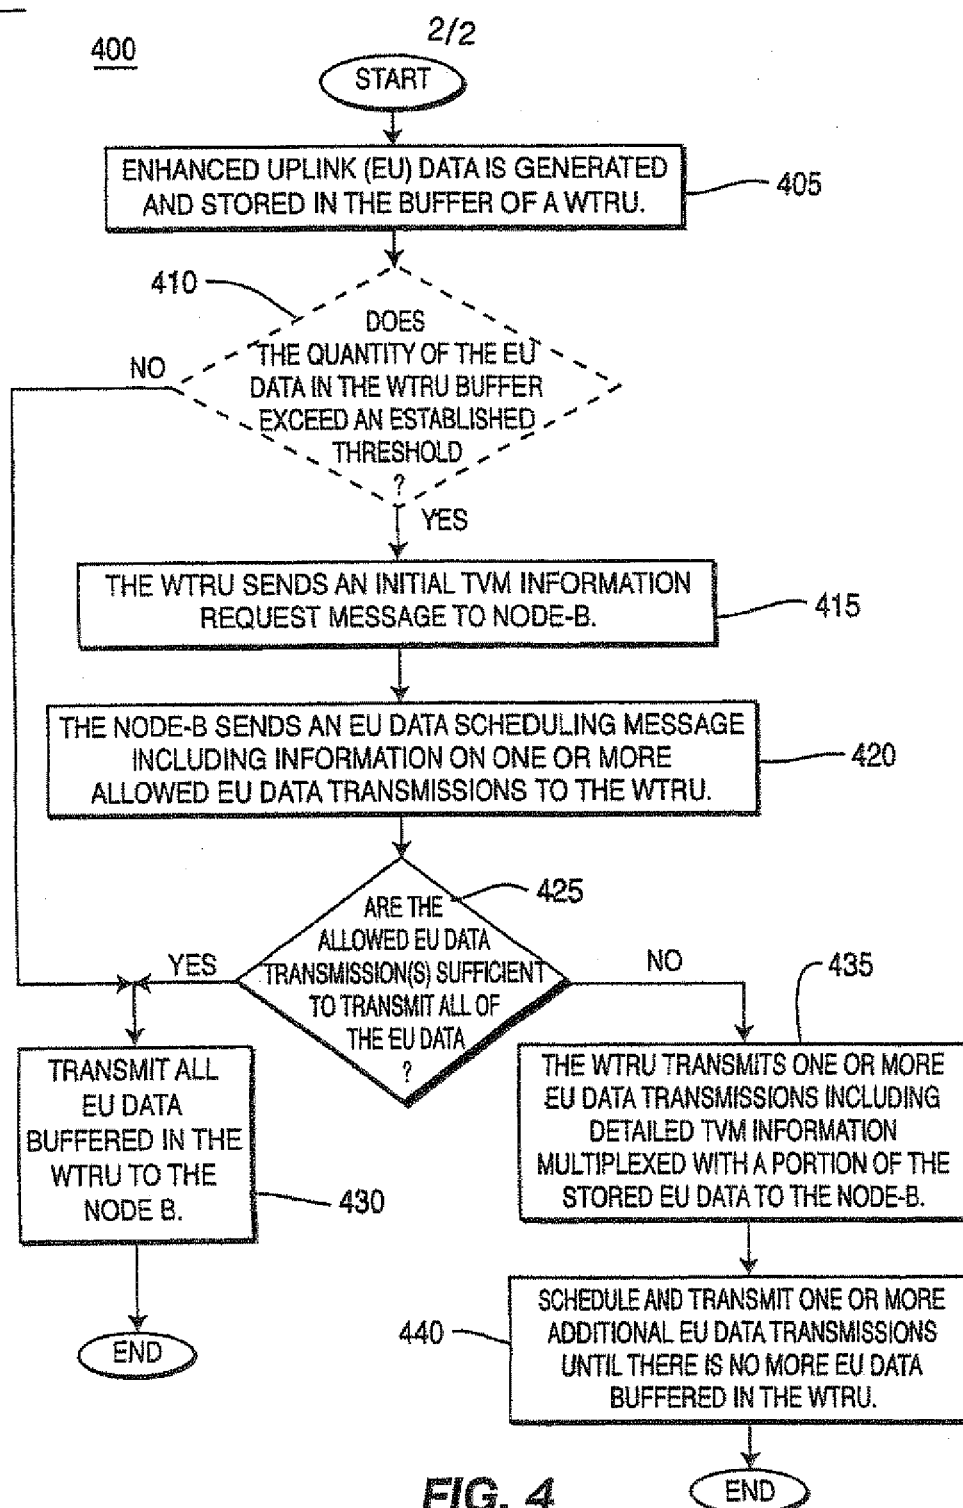 2/2
400
START
ENHANCED UPLINK (EU) DATA IS GENERATED
AND STORED IN THE BUFFER OF A WTRU.
405
410
DOES
THE QUANTITY OF THE EU
DATA IN THE WTRU BUFFER
EXCEED AN ESTABLISHED
THRESHOLD
?
NO
YES
THE WTRU SENDS AN INITIAL TVM INFORMATION
REQUEST MESSAGE TO NODE-B.
415
THE NODE-B SENDS AN EU DATA SCHEDULING MESSAGE
INCLUDING INFORMATION ON ONE OR MORE
ALLOWED EU DATA TRANSMISSIONS TO THE WTRU.
420
425
ARE THE
ALLOWED EU DATA
TRANSMISSION(S) SUFFICIENT
TO TRANSMIT ALL OF
THE EU DATA
?
YES
NO
TRANSMIT ALL
EU DATA
BUFFERED IN THE
WTRU TO THE
NODE B.
430
END
435
THE WTRU TRANSMITS ONE OR MORE
EU DATA TRANSMISSIONS INCLUDING
DETAILED TVM INFORMATION
MULTIPLEXED WITH A PORTION OF THE
STORED EU DATA TO THE NODE-B.
440
SCHEDULE AND TRANSMIT ONE OR MORE
ADDITIONAL EU DATA TRANSMISSIONS
UNTIL THERE IS NO MORE EU DATA
BUFFERED IN THE WTRU.
END
FIG. 4